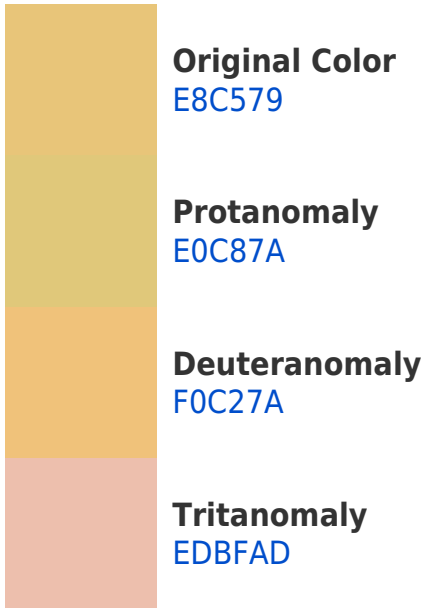 Original Color
E8C579
Protanomaly
E0C87A
Deuteranomaly
F0C27A
Tritanomaly
EDBFAD